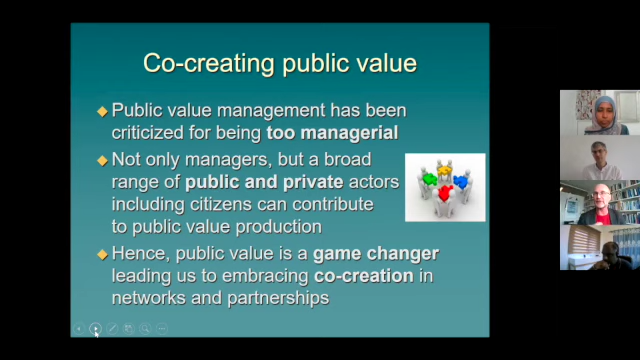 Co-creating public value
Public value management has been
criticized for being too managerial
Not only managers, but a broad
range of public and private actors
including citizens can contribute
to public value production
Hence, public value is a game changer
leading us to embracing co-creation in
networks and partnerships